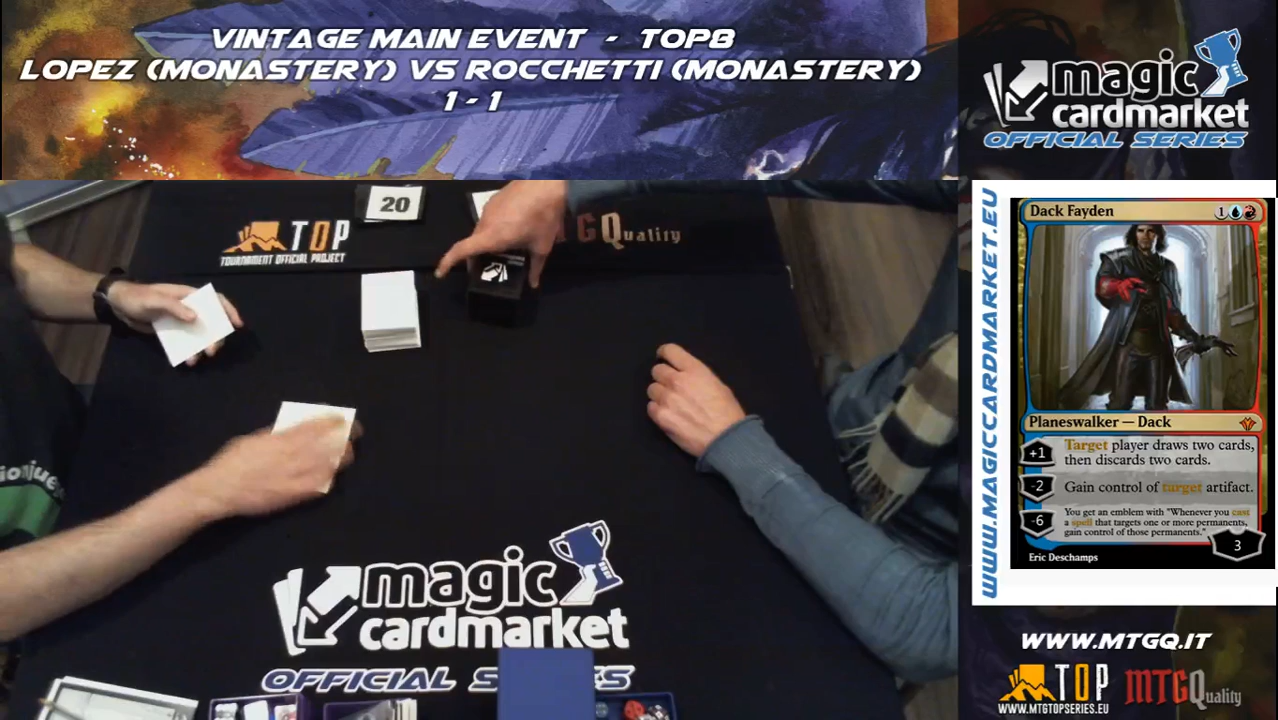 VINTAGE MAIN EVENT - TOP8
LOPEZ (MONASTERY) VS ROCCHETTI (MONASTERY)
1 - 1
magic
cardmarket
OFFICIAL SERIES
20
TOP
TOURNAMENT OFFICIAL PROJECT
Quality
magic
cardmarket
OFFICIAL S ES
WWW.MAGICCARDMARKET.EU
Dack Fayden
1
Planeswalker — Dack
+1
Target player draws two cards,
then discards two cards.
-2
Gain control of target artifact.
-6
You get an emblem with "Whenever you cast
a spell that targets one or more permanents,
gain control of those permanents."
3
Eric Deschamps
WWW.MTGQ.IT
TOP
WWW.MTGTOPSERIES.EU
MTGQuality